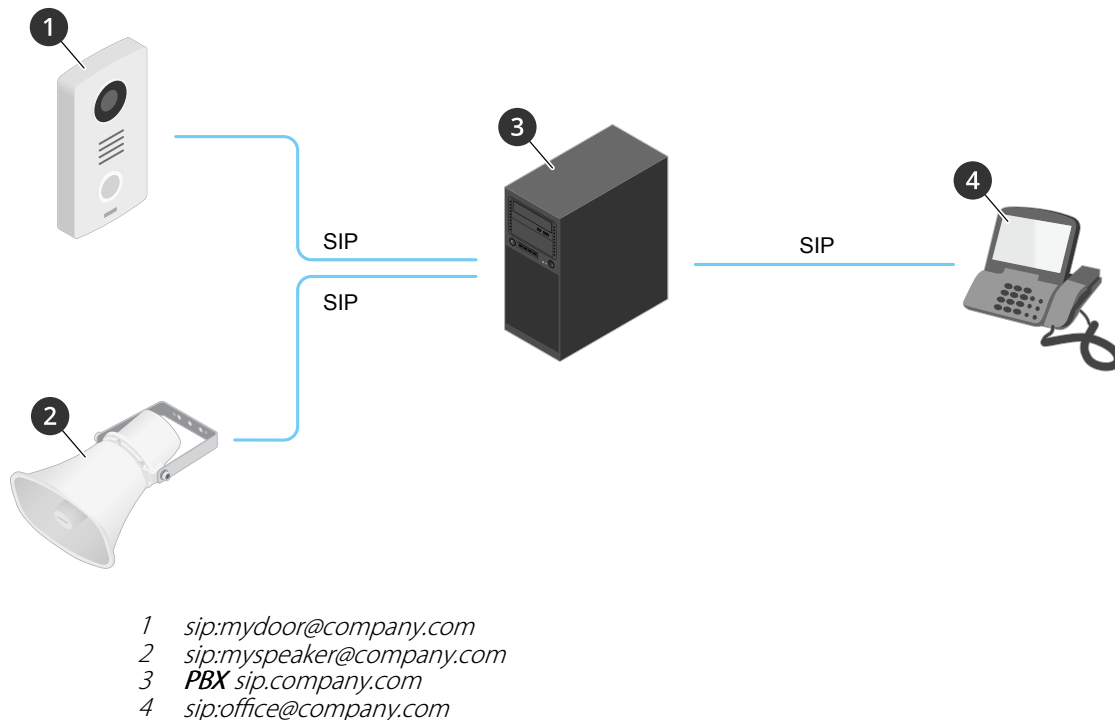 1
3
4
SIP
SIP
SIP
2
1 sip:mydoor@company.com
2 sip:myspeaker@company.com
3 PBX sip.company.com
4 sip:office@company.com